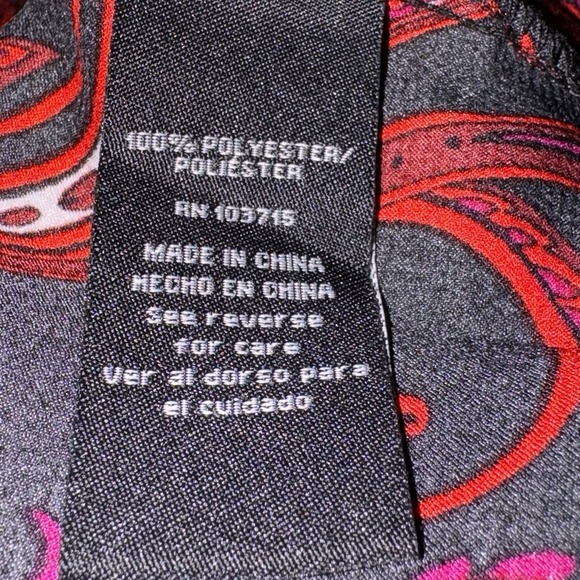 100% POLYESTER/
POLIÉSTER
RN 103715
MADE IN CHINA
HECHO EN CHINA
See reverse
for care
Ver al dorso para
el cuidado